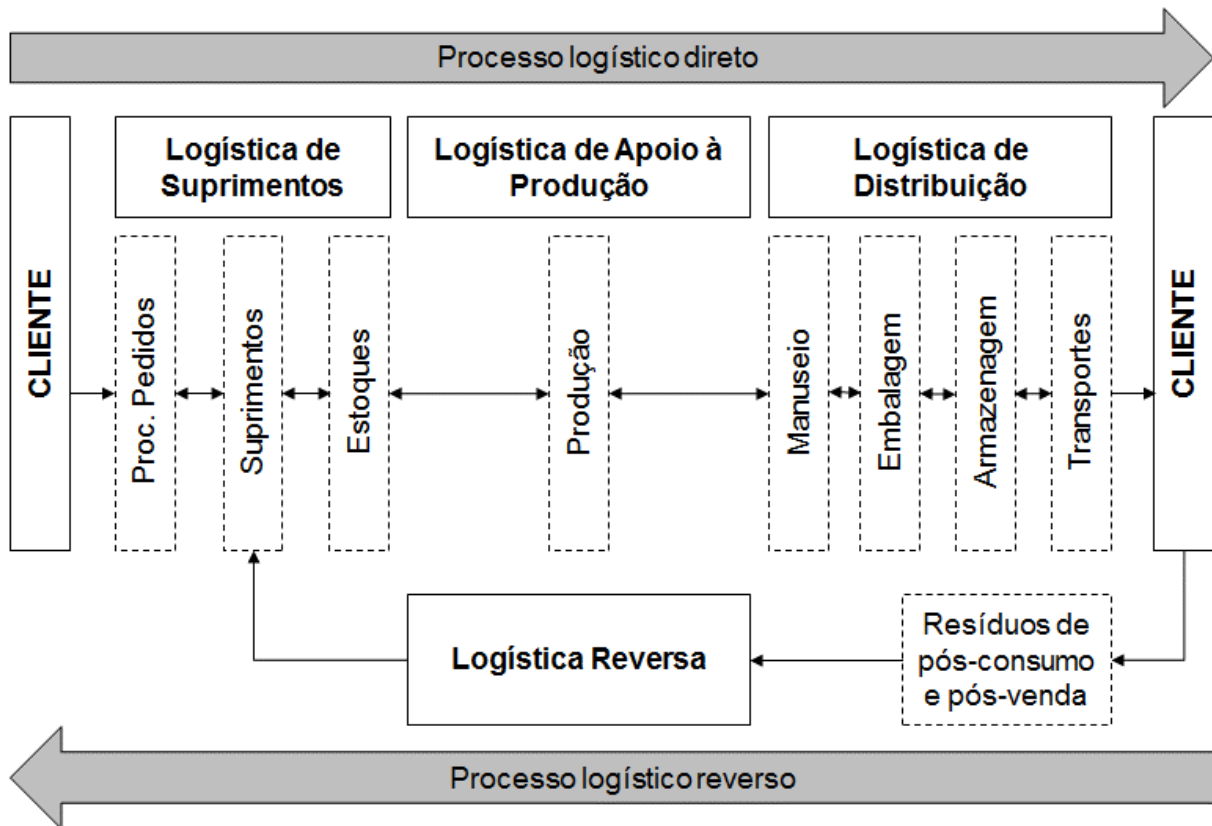 Processo logístico direto
CLIENTE
Logística de
Suprimentos
Logística de Apoio à
Produção
Logística de
Distribuição
CLIENTE
Proc. Pedidos
Suprimentos
Estoques
Produção
Manuseio
Embalagem
Armazenagem
Transportes
Logística Reversa
Resíduos de
pós-consumo
e pós-venda
Processo logístico reverso